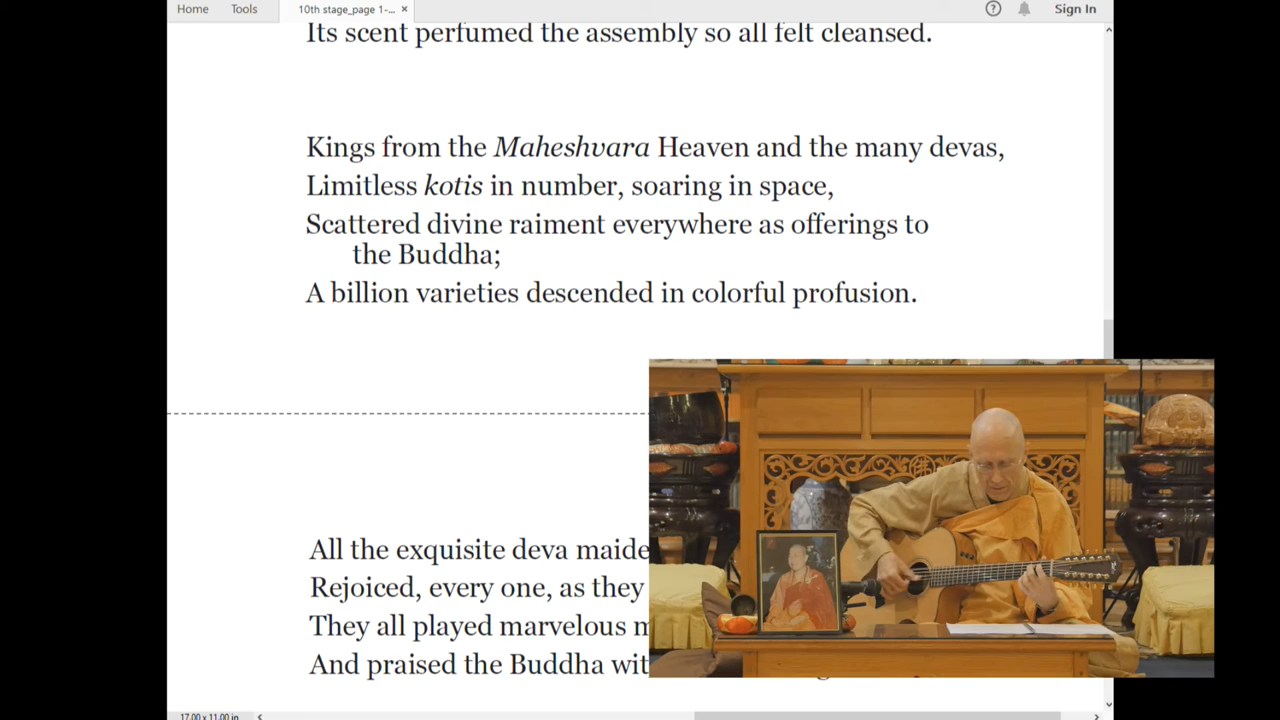 Home Tools 10th stage_page 1-... × ? Sign In
Its scent perfumed the assembly so all felt cleansed.
Kings from the Maheshvara Heaven and the many devas,
Limitless kotis in number, soaring in space,
Scattered divine raiment everywhere as offerings to
the Buddha;
A billion varieties descended in colorful profusion.
All the exquisite deva maide
Rejoiced, every one, as they
They all played marvelous m
And praised the Buddha wit
17.00 x 11.00 in